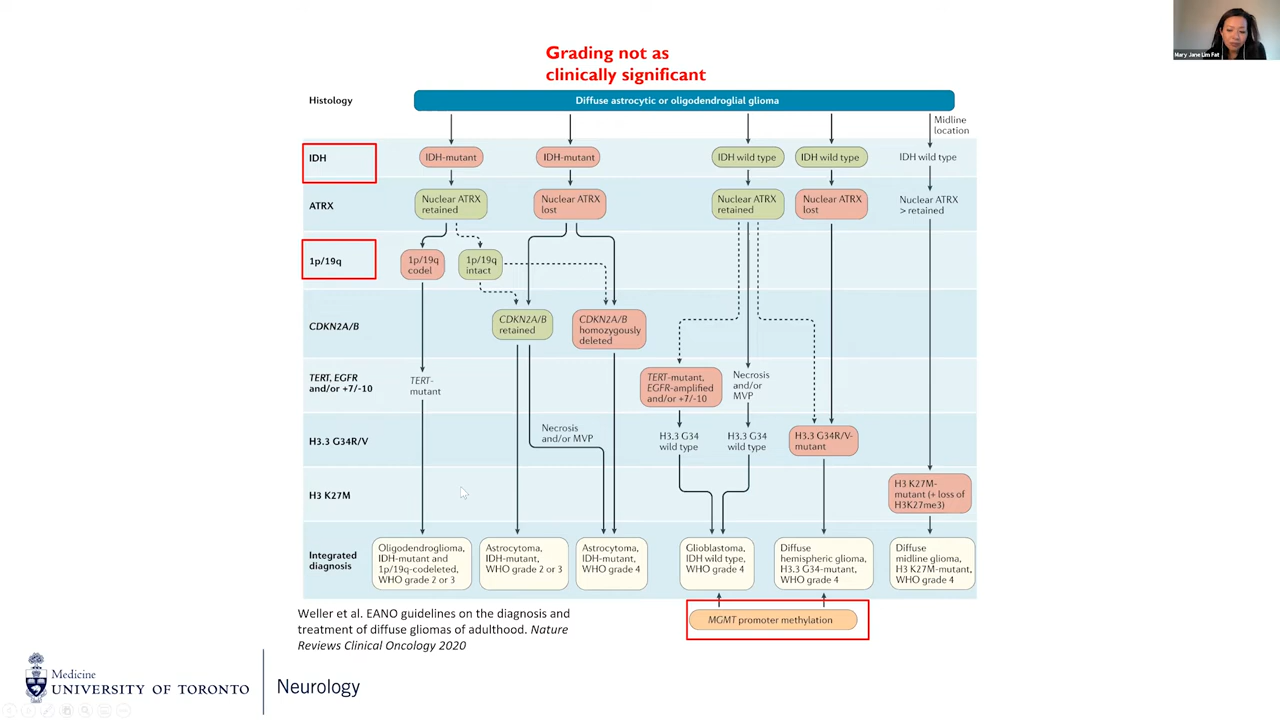 Grading not as
clinically significant
Mary Jane Lim Fat
Histology
Diffuse astrocytic or oligodendroglial glioma
Midline
location
IDH
IDH-mutant
IDH-mutant
IDH wild type
IDH wild type
IDH wild type
ATRX
Nuclear ATRX
retained
Nuclear ATRX
lost
Nuclear ATRX
retained
Nuclear ATRX
lost
Nuclear ATRX
> retained
1p/19q
1p/19q
codel
1p/19q
intact
CDKN2A/B
CDKN2A/B
retained
CDKN2A/B
homozygously
deleted
TERT, EGFR
and/or +7/-10
TERT-
mutant
TERT-mutant,
EGFR-amplified
and/or +7/-10
Necrosis
and/or
MVP
H3.3 G34R/V
Necrosis
and/or MVP
H3.3 G34
wild type
H3.3 G34
wild type
H3.3 G34R/V-
mutant
H3 K27M
H3 K27M-
mutant (+ loss of
H3K27me3)
Integrated
diagnosis
Oligodendroglioma,
IDH-mutant and
1p/19q-codeleted,
WHO grade 2 or 3
Astrocytoma,
IDH-mutant,
WHO grade 2 or 3
Astrocytoma,
IDH-mutant,
WHO grade 4
Glioblastoma,
IDH wild type,
WHO grade 4
Diffuse
hemispheric glioma,
H3.3 G34-mutant,
WHO grade 4
Diffuse
midline glioma,
H3 K27M-mutant,
WHO grade 4
MGMT promoter methylation
Weller et al. EANO guidelines on the diagnosis and
treatment of diffuse gliomas of adulthood. Nature
Reviews Clinical Oncology 2020
Medicine
UNIVERSITY OF TORONTO
Neurology